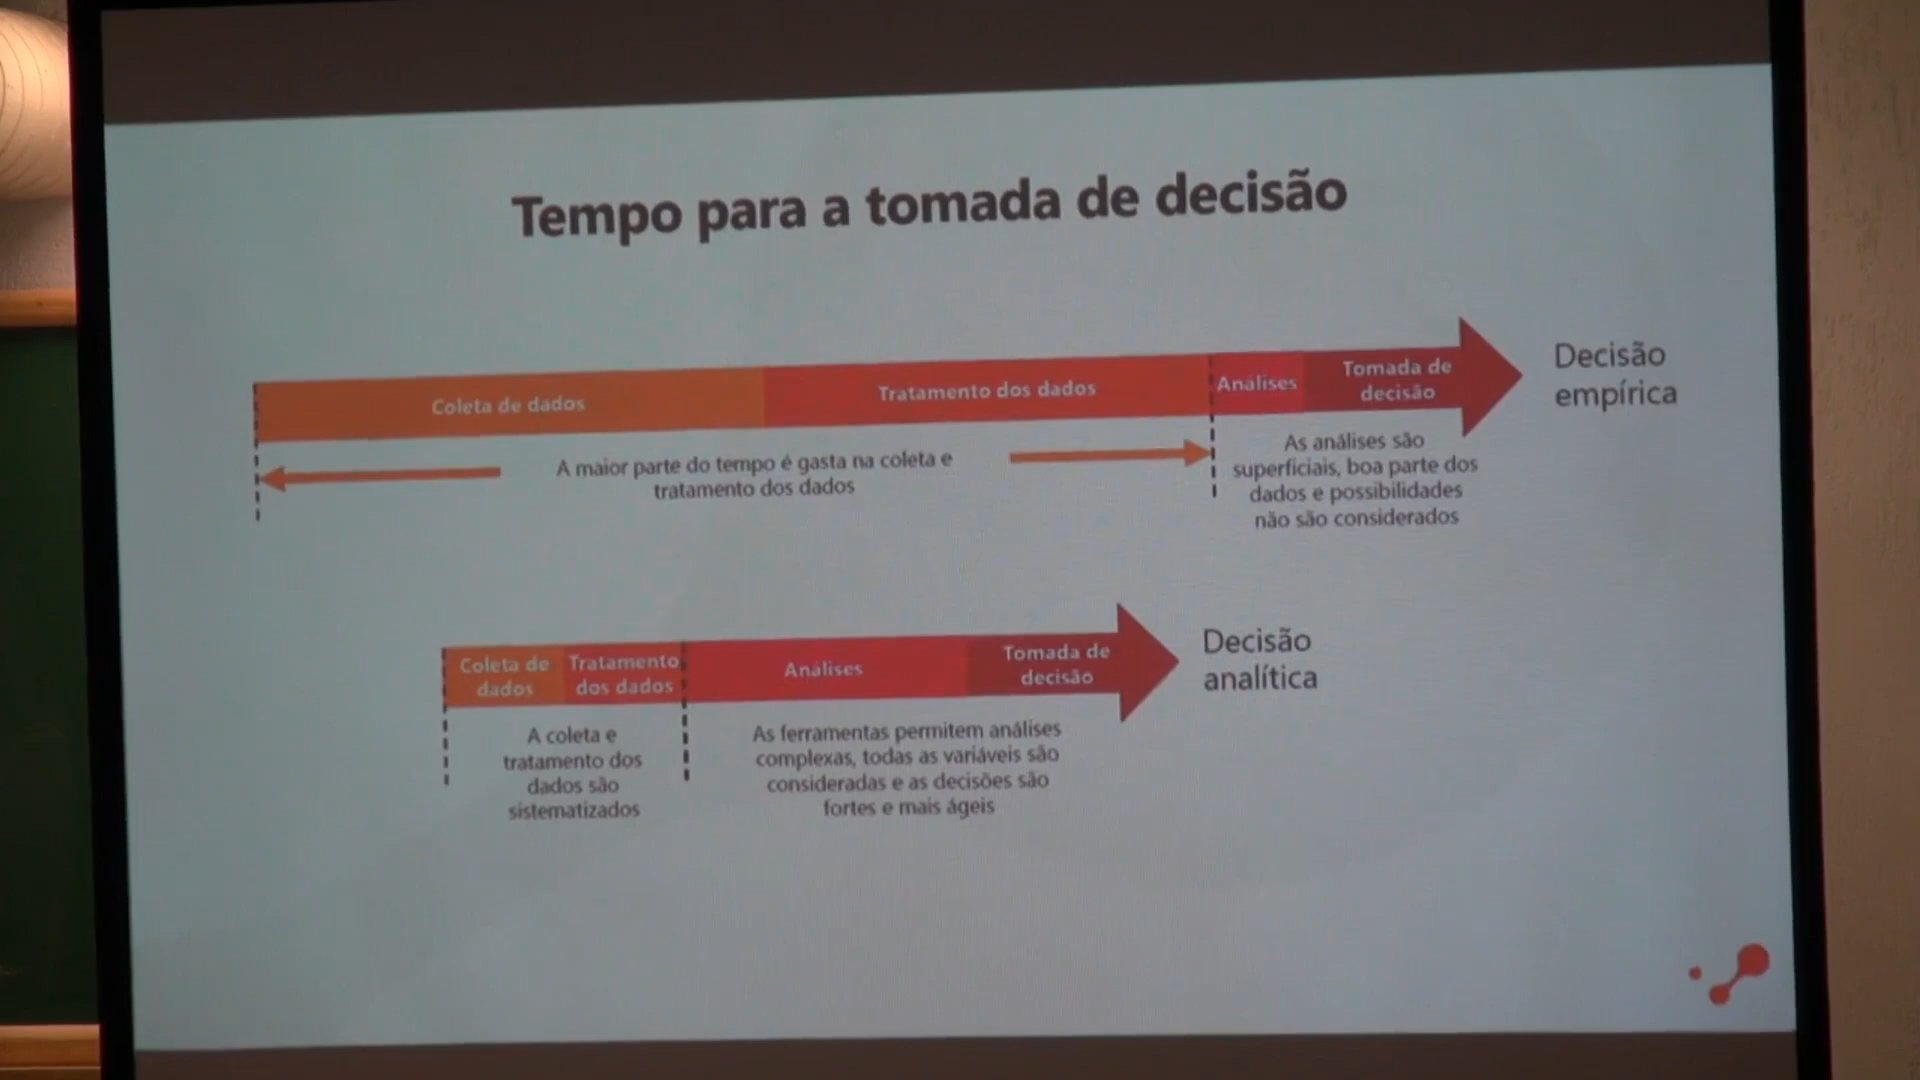 Tempo para a tomada de decisão
Coleta de dados
Tratamento dos dados
Análises
Tomada de
decisão
Decisão
empírica
A maior parte do tempo é gasta na coleta e
tratamento dos dados
As análises são
superficiais, boa parte dos
dados e possibilidades
não são considerados
Coleta de
dados
Tratamento
dos dados
Análises
Tomada de
decisão
Decisão
analítica
A coleta e
tratamento dos
dados são
sistematizados
As ferramentas permitem análises
complexas, todas as variáveis são
consideradas e as decisões são
fortes e mais ágeis